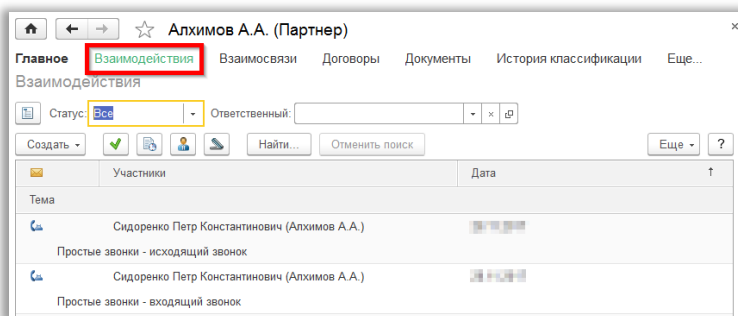 Алхимов А.А. (Партнер)
Главное Взаимодействия Взаимосвязи Договоры Документы История классификации Еще...
Взаимодействия
Статус: Все Ответственный:
Создать Найти... Отменить поиск Еще ?
Участники Дата
Тема
Сидоренко Петр Константинович (Алхимов А.А.)
Простые звонки - исходящий звонок
Сидоренко Петр Константинович (Алхимов А.А.)
Простые звонки - входящий звонок